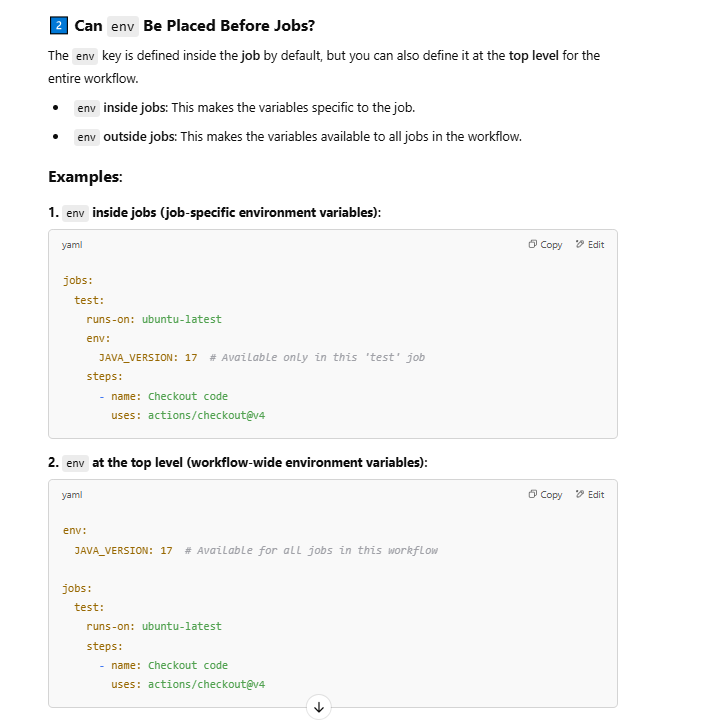 2 Can env Be Placed Before Jobs?
The env key is defined inside the job by default, but you can also define it at the top level for the
entire workflow.
• env inside jobs: This makes the variables specific to the job.
• env outside jobs: This makes the variables available to all jobs in the workflow.
Examples:
1. env inside jobs (job-specific environment variables):
yaml Copy Edit
jobs:
  test:
    runs-on: ubuntu-latest
    env:
      JAVA_VERSION: 17  # Available only in this 'test' job
    steps:
      - name: Checkout code
        uses: actions/checkout@v4
2. env at the top level (workflow-wide environment variables):
yaml Copy Edit
env:
  JAVA_VERSION: 17  # Available for all jobs in this workflow
jobs:
  test:
    runs-on: ubuntu-latest
    steps:
      - name: Checkout code
        uses: actions/checkout@v4